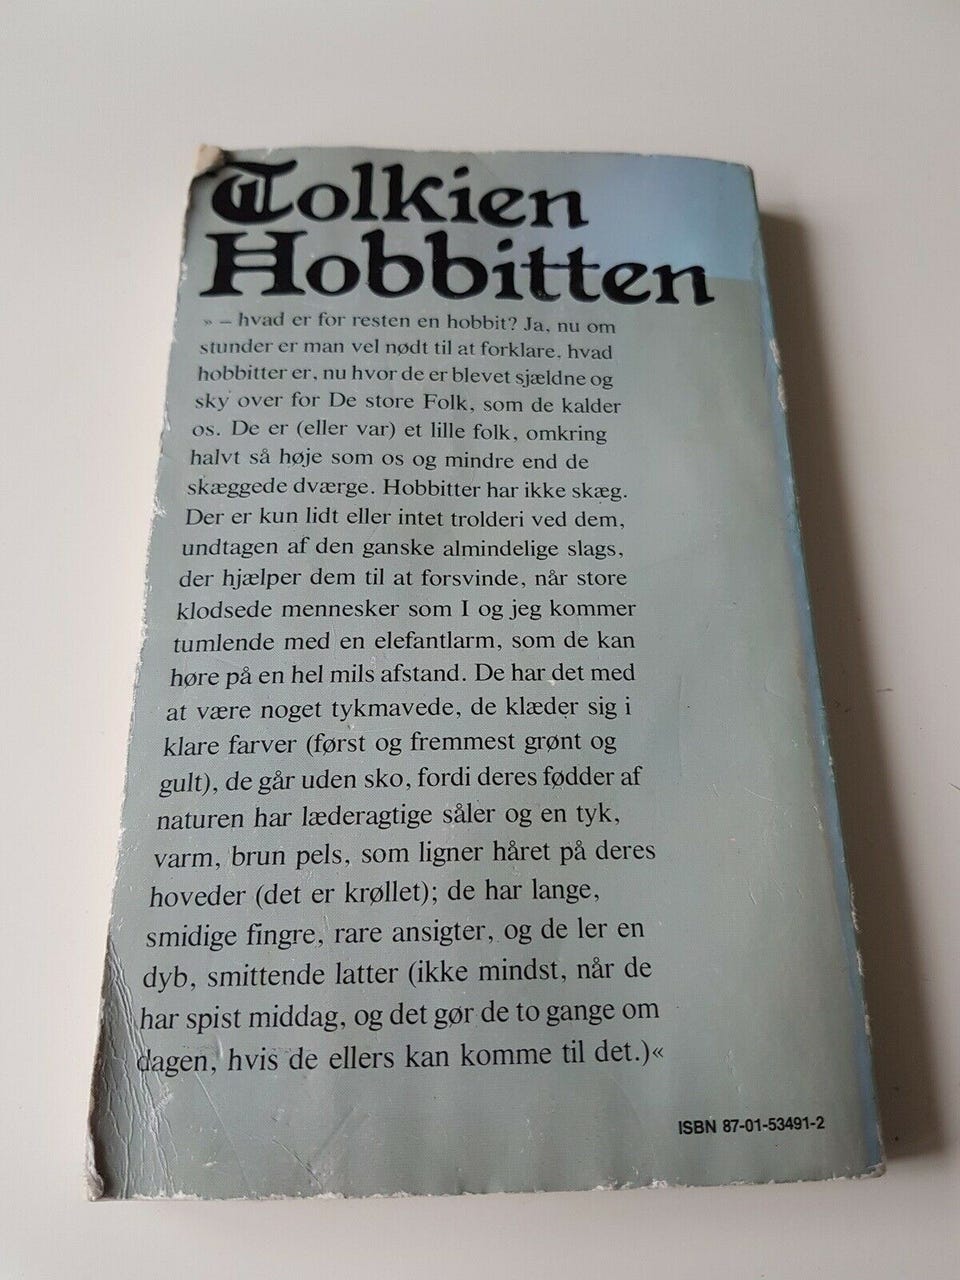 Tolkien
Hobbitten
» – hvad er for resten en hobbit? Ja, nu om
stunder er man vel nødt til at forklare, hvad
hobbitter er, nu hvor de er blevet sjældne og
sky over for De store Folk, som de kalder
os. De er (eller var) et lille folk, omkring
halvt så høje som os og mindre end de
skæggede dværge. Hobbitter har ikke skæg.
Der er kun lidt eller intet trolderi ved dem,
undtagen af den ganske almindelige slags,
der hjælper dem til at forsvinde, når store
klodsede mennesker som I og jeg kommer
tumlende med en elefantlarm, som de kan
høre på en hel mils afstand. De har det med
at være noget tykmavede, de klæder sig i
klare farver (først og fremmest grønt og
gult), de går uden sko, fordi deres fødder af
naturen har læderagtige såler og en tyk,
varm, brun pels, som ligner håret på deres
hoveder (det er krøllet); de har lange,
smidige fingre, rare ansigter, og de ler en
dyb, smittende latter (ikke mindst, når de
har spist middag, og det gør de to gange om
dagen, hvis de ellers kan komme til det.)«
ISBN 87-01-53491-2